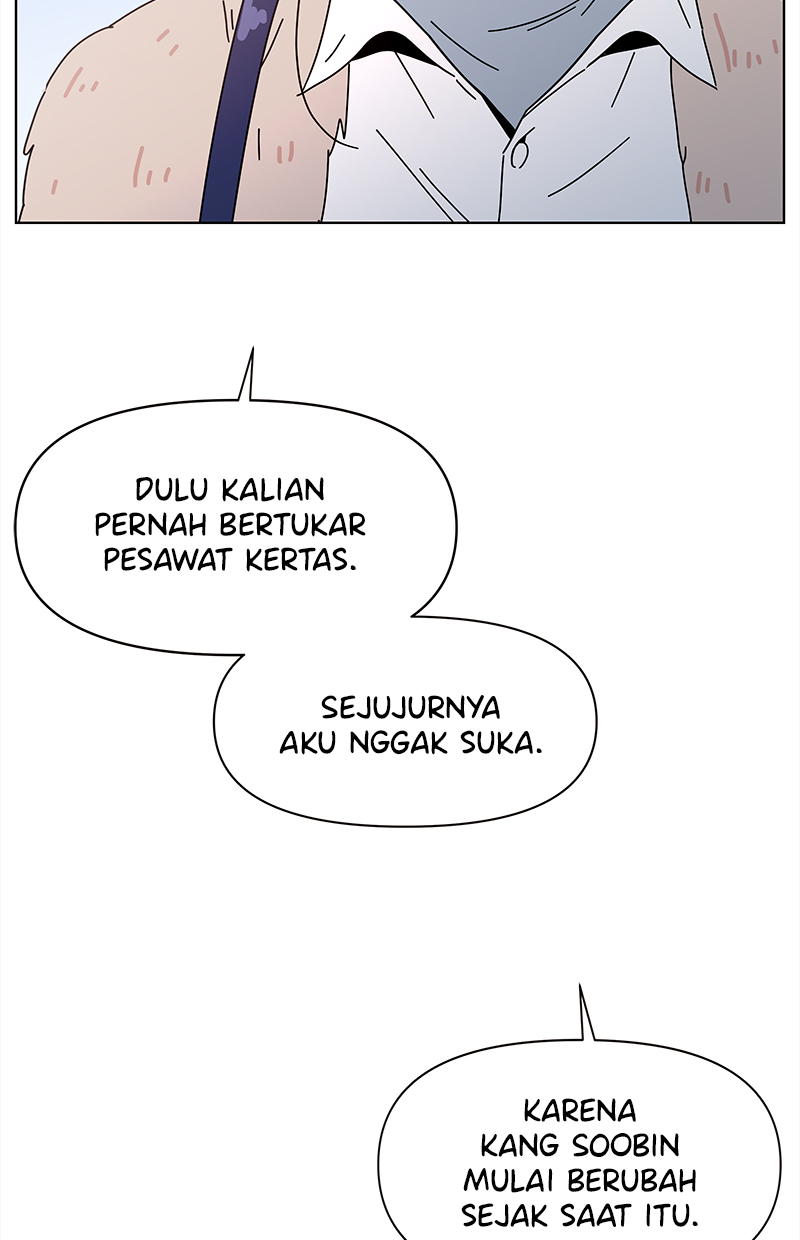 DULU KALIAN
PERNAH BERTUKAR
PESAWAT KERTAS.
SEJUJURNYA
AKU NGGAK SUKA.
KARENA
KANG SOOBIN
MULAI BERUBAH
SEJAK SAAT ITU.